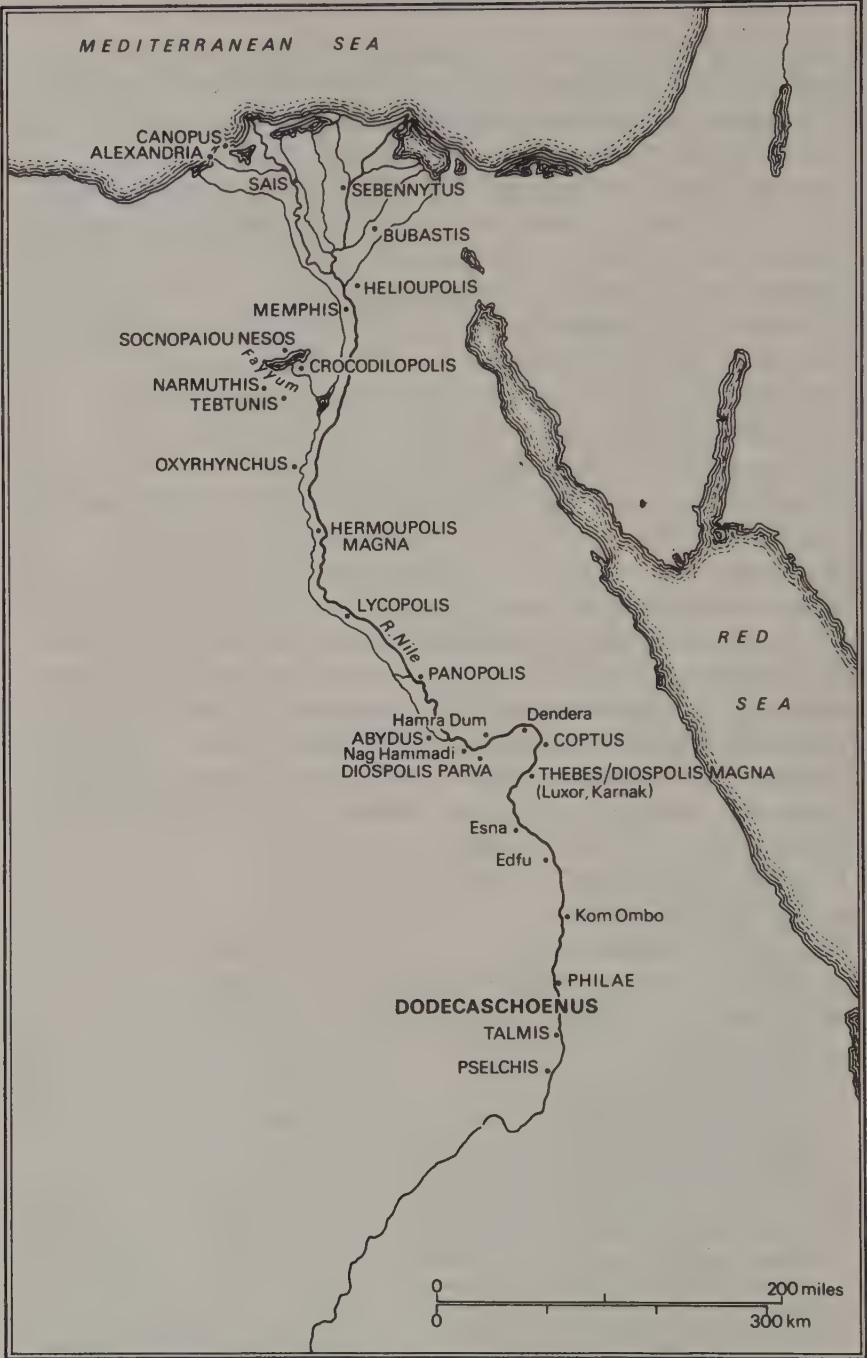 MEDITERRANEAN SEA
CANOPUS
ALEXANDRIA
SAIS
SEBENNYTUS
BUBASTIS
HELIOUPOLIS
MEMPHIS
SOCNOPAIOU NESOS
Fayyum
CROCODILOPOLIS
NARMUTHIS
TEBTUNIS
OXYRHYNCHUS
HERMOUPOLIS
MAGNA
LYCOPOLIS
R. Nile
RED
SEA
PANOPOLIS
Hamra Dum
Dendera
ABYDUS
COPTUS
Nag Hammadi
DIOSPOLIS PARVA
THEBES/DIOSPOLIS MAGNA
(Luxor, Karnak)
Esna
Edfu
Kom Ombo
PHILAE
DODECASCHOENUS
TALMIS
PSELCHIS
0 200 miles
0 300 km